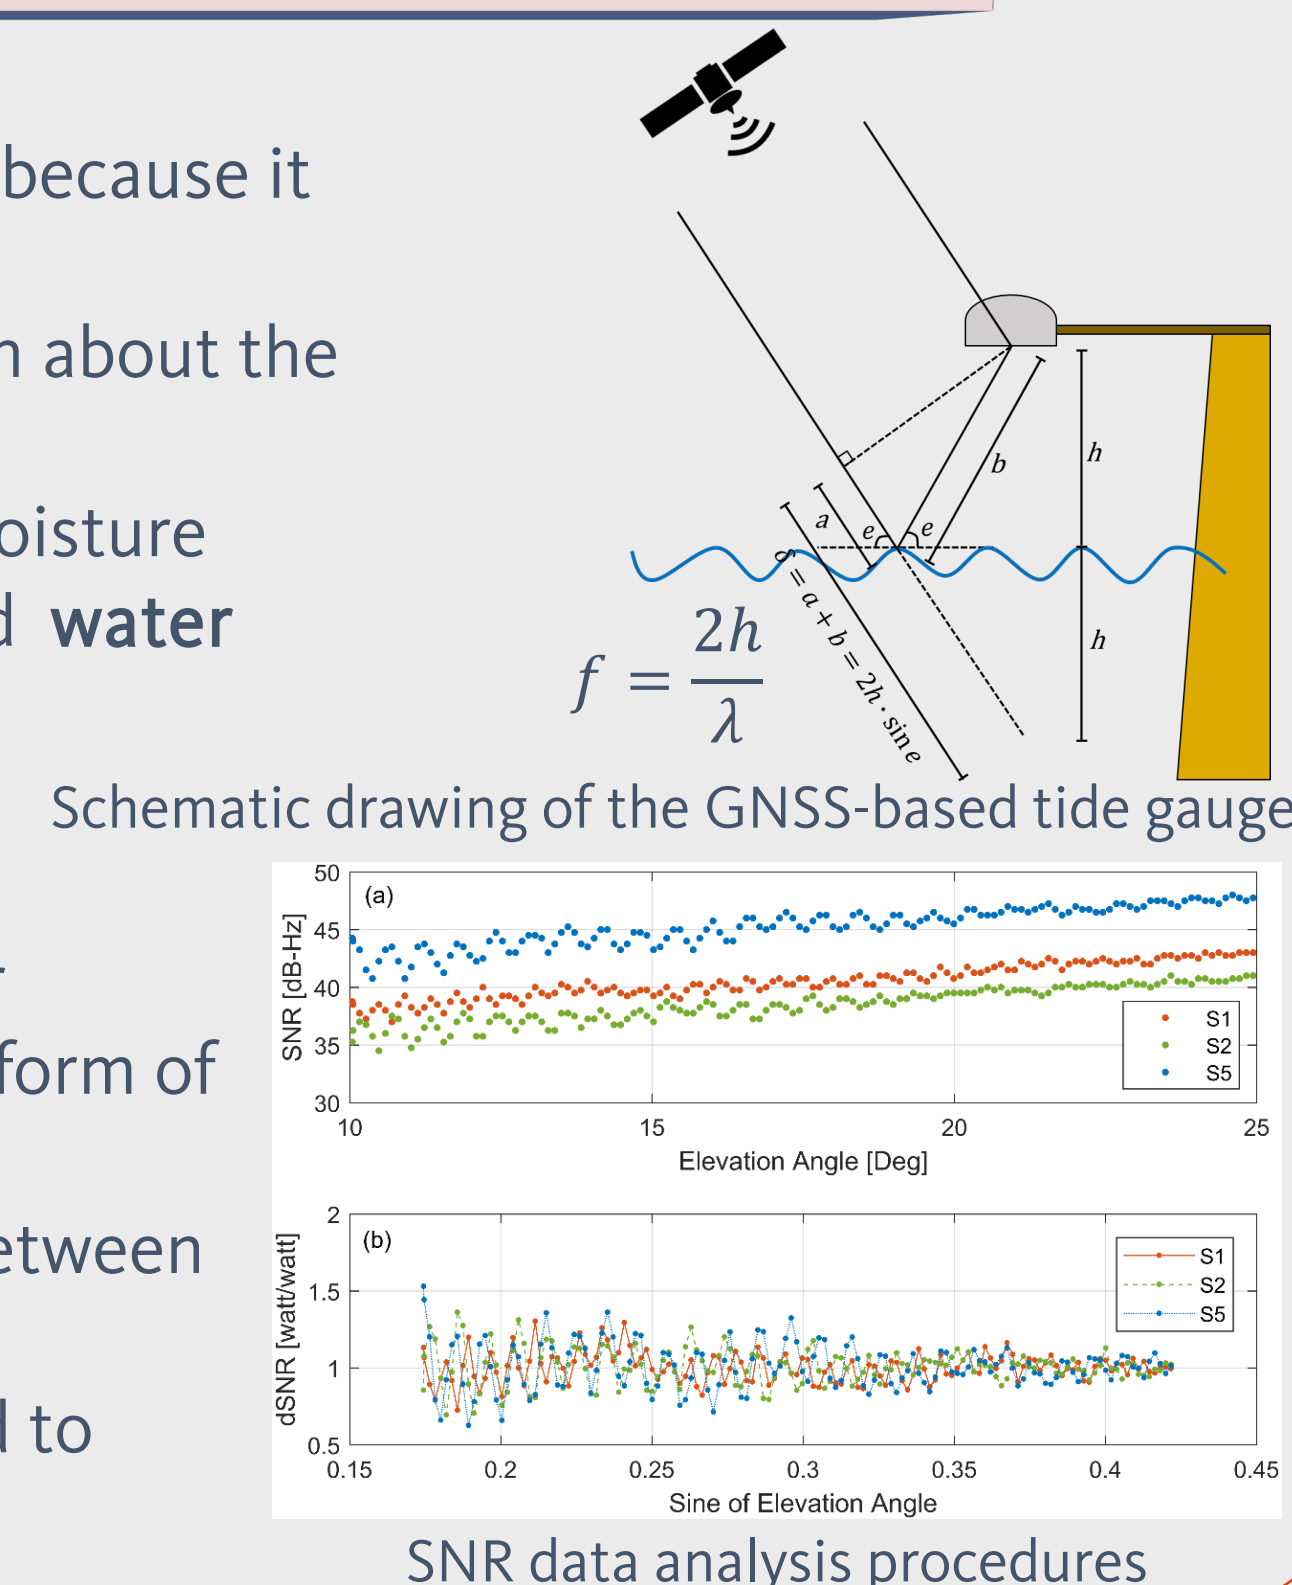 because it
about the
a
e
e
b
h
h
δ = a + b = 2h · sin e
water
f = 2h / λ
Schematic drawing of the GNSS-based tide gauge
form of
to
(a)
SNR [dB-Hz]
50
45
40
35
30
S1
S2
S5
10 15 20 25
Elevation Angle [Deg]
(b)
dSNR [watt/watt]
2
1.5
1
0.5
S1
S2
S5
0.15 0.2 0.25 0.3 0.35 0.4 0.45
Sine of Elevation Angle
SNR data analysis procedures